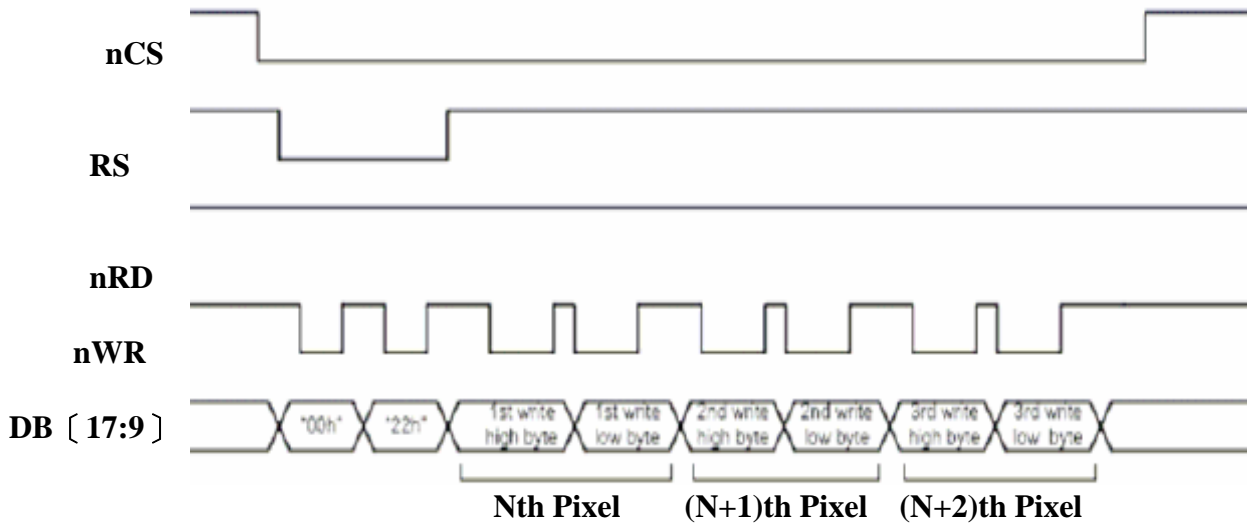 nCS
RS
nRD
nWR
DB〔17:9〕
"00h"
"22h"
1st write
high byte
1st write
low byte
2nd write
high byte
2nd write
low byte
3rd write
high byte
3rd write
low byte
Nth Pixel
(N+1)th Pixel
(N+2)th Pixel